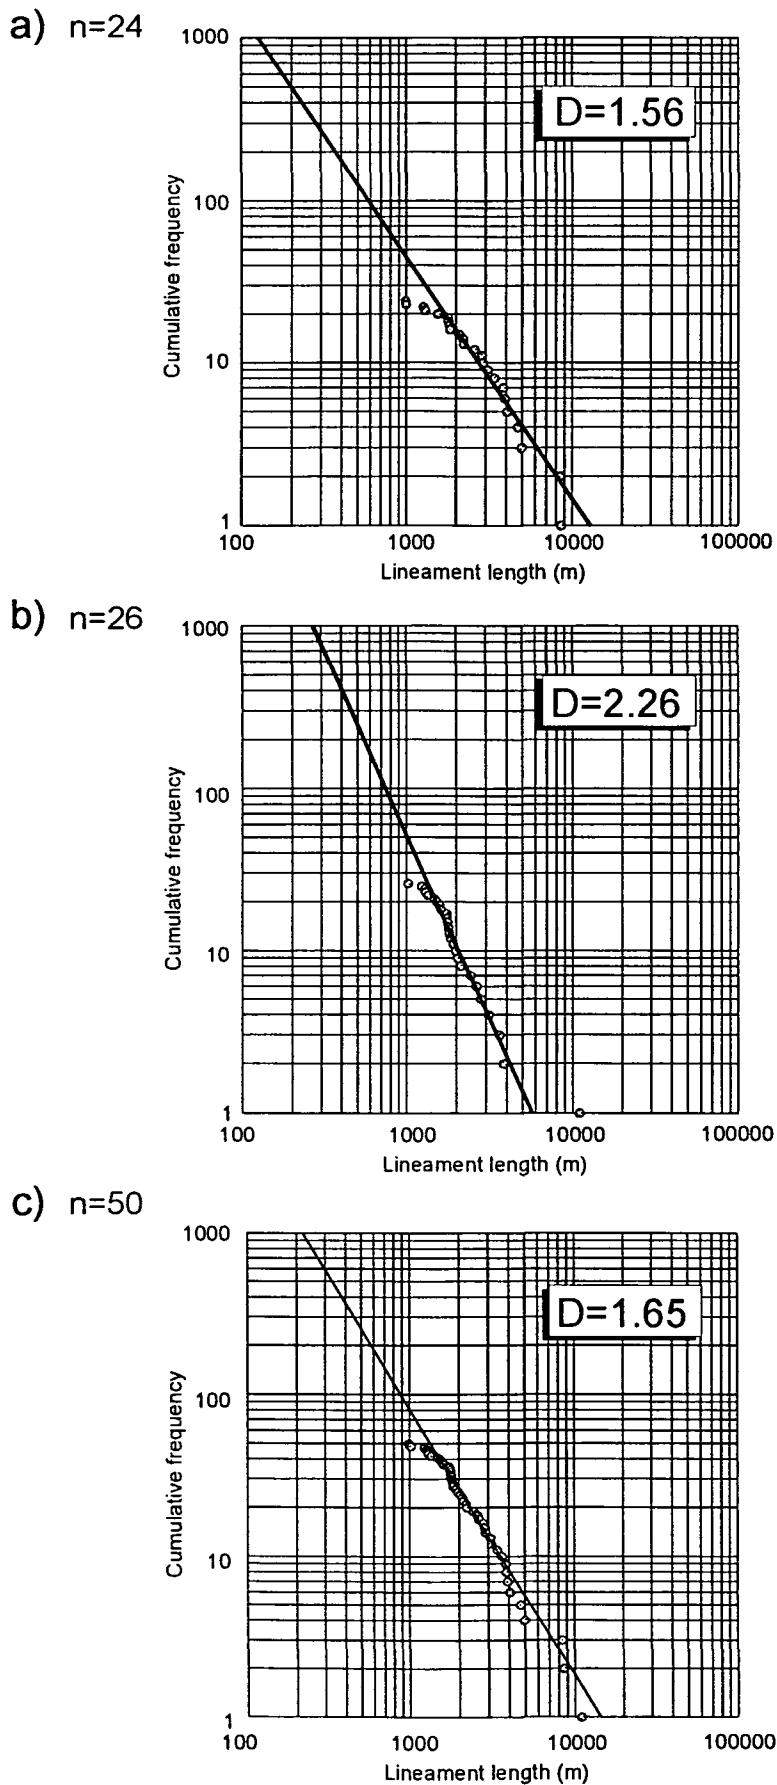 a) n=24
1000
D=1.56
100
Cumulative frequency
10
1
100 1000 10000 100000
Lineament length (m)
b) n=26
1000
D=2.26
100
Cumulative frequency
10
1
100 1000 10000 100000
Lineament length (m)
c) n=50
1000
D=1.65
100
Cumulative frequency
10
1
100 1000 10000 100000
Lineament length (m)